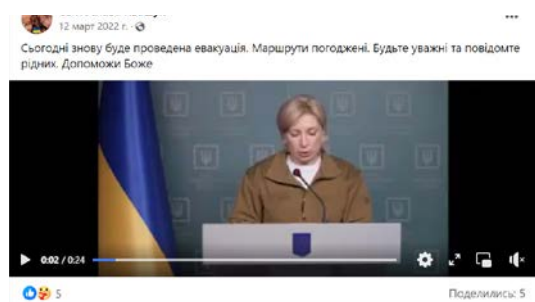 12 март 2022 г.
Сьогодні знову буде проведена евакуація. Маршрути погоджені. Будьте уважні та повідомте
рідних. Допоможи Боже
0:02 / 0:24
5
Поделились: 5